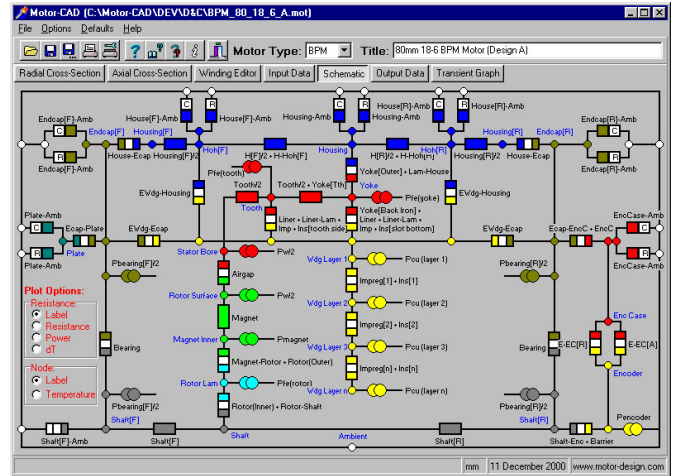 Motor-CAD (C:\Motor-CAD\DEV\D&C\BPM_80_18_6_A.mot)
File Options Defaults Help
Motor Type: BPM Title: 80mm 18-6 BPM Motor (Design A)
Radial Cross-Section Axial Cross-Section Winding Editor Input Data Schematic Output Data Transient Graph
C R C R C R
House[F]-Amb House[F]-Amb Housing-Amb Housing-Amb House[R]-Amb House[R]-Amb
Endcap[F]-Amb Endcap[R]-Amb
C Endcap[F] Housing[F] Hoh[F] Housing Hoh[R] Housing[R] Endcap[R] C
R House-Ecap Housing[F]/2 H[F]/2 + H-Hoh[F] H[R]/2 + H-Hoh[R] Housing[R]/2 House-Ecap R
Endcap[F]-Amb Endcap[R]-Amb
Pfe(tooth) Yoke[Outer] + Lam-House
EWdg-Housing Tooth/2 Tooth/2 + Yoke[Tth] Yoke Pfe(yoke) EWdg-Housing
Tooth
Plate-Amb Liner + Liner-Lam + Yoke[Back Iron] + EncCase-Amb
C Imp + Ins[tooth side] Liner + Liner-Lam + C
Ecap-Plate EWdg-Ecap Imp + Ins[slot bottom] EWdg-Ecap Ecap-EncC + EncC
R Plate R
Plate-Amb Stator Bore Pw/2 Wdg Layer 1 Pcu (layer 1) EncCase-Amb
Pbearing[F]/2 Airgap Impreg[1] + Ins[1] Pbearing[R]/2
Plot Options:
Resistance: Rotor Surface Pw/2 Wdg Layer 2 Pcu (layer 2)
Label
Resistance Magnet Impreg[2] + Ins[2] Enc Case
Power Magnet Inner Pmagnet Wdg Layer 3 Pcu (layer 3)
dT Bearing Bearing E-EC[R] E-EC[A]
Magnet-Rotor + Rotor(Outer) Impreg[n] + Ins[n]
Node: Encoder
Label Rotor Lam Pfe(rotor) Wdg Layer n Pcu (layer n)
Temperature
Pbearing[F]/2 Rotor(Inner) + Rotor-Shaft Pbearing[R]/2
Shaft[F] Shaft[R] Pencoder
Shaft[F]-Amb Shaft[F] Shaft Ambient Shaft[R] Shaft-Enc + Barrier
mm 11 December 2000 www.motor-design.com